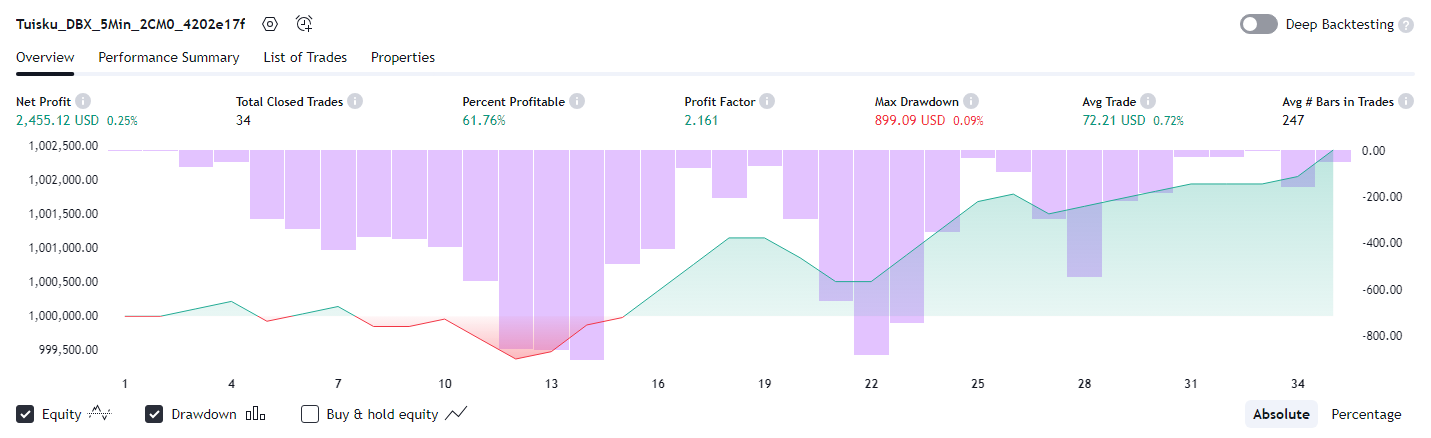 Tuisku_DBX_5Min_2CM0_4202e17f
Deep Backtesting ?
Overview Performance Summary List of Trades Properties
Net Profit i Total Closed Trades i Percent Profitable i Profit Factor i Max Drawdown i Avg Trade i Avg # Bars in Trades i
2,455.12 USD 0.25% 34 61.76% 2.161 899.09 USD 0.09% 72.21 USD 0.72% 247
1,002,500.00 0.00
1,002,000.00 -200.00
1,001,500.00
1,001,000.00 -400.00
1,000,500.00 -600.00
1,000,000.00 -800.00
999,500.00
1 4 7 10 13 16 19 22 25 28 31 34
Equity Drawdown Buy & hold equity Absolute Percentage